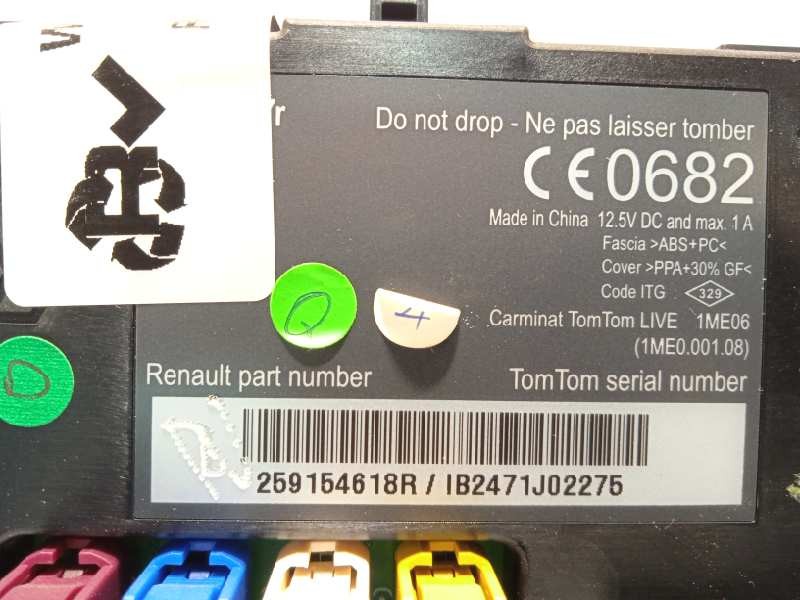 Do not drop - Ne pas laisser tomber
CE0682
Made in China 12.5V DC and max. 1 A
Fascia >ABS+PC<
Cover >PPA+30% GF<
Code ITG 329
Carminat TomTom LIVE 1ME06
(1ME0.001.08)
4
Renault part number
TomTom serial number
259154618R / IB2471J02275